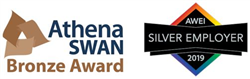 Athena
SWAN
Bronze Award
AWEI
SILVER EMPLOYER
2019